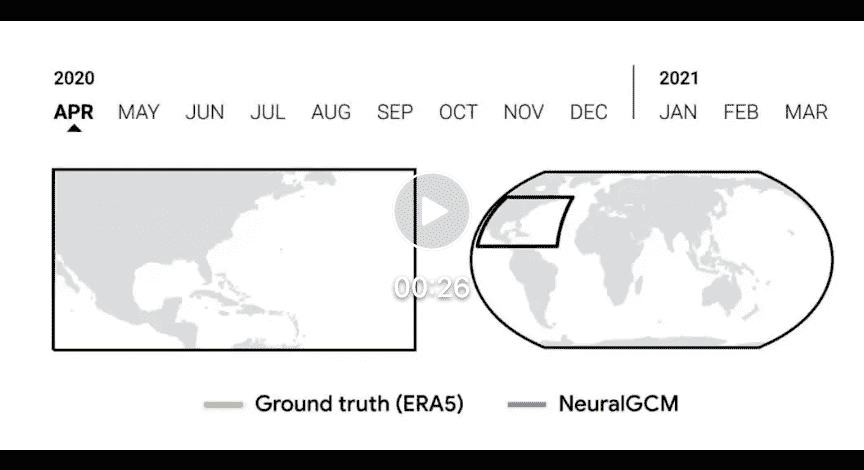 2020 2021
APR MAY JUN JUL AUG SEP OCT NOV DEC JAN FEB MAR
00:26
Ground truth (ERA5) NeuralGCM